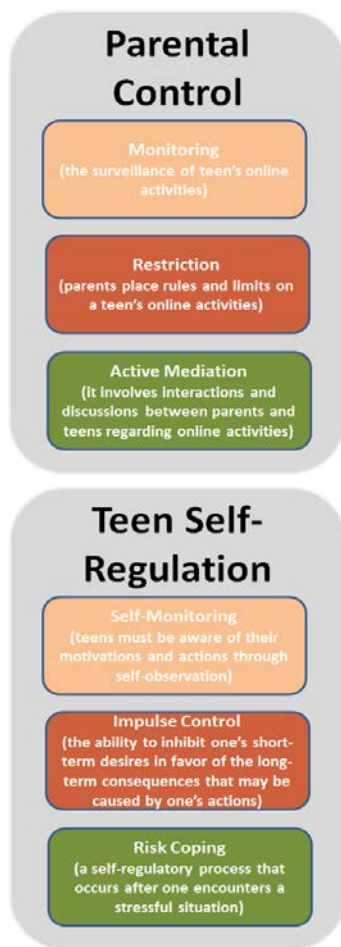 Parental
Control
Monitoring
(the surveillance of teen's online
activities)
Restriction
(parents place rules and limits on
a teen's online activities)
Active Mediation
(it involves interactions and
discussions between parents and
teens regarding online activities)
Teen Self-
Regulation
Self-Monitoring
(teens must be aware of their
motivations and actions through
self-observation)
Impulse Control
(the ability to inhibit one's short-
term desires in favor of the long-
term consequences that may be
caused by one's actions)
Risk Coping
(a self-regulatory process that
occurs after one encounters a
stressful situation)